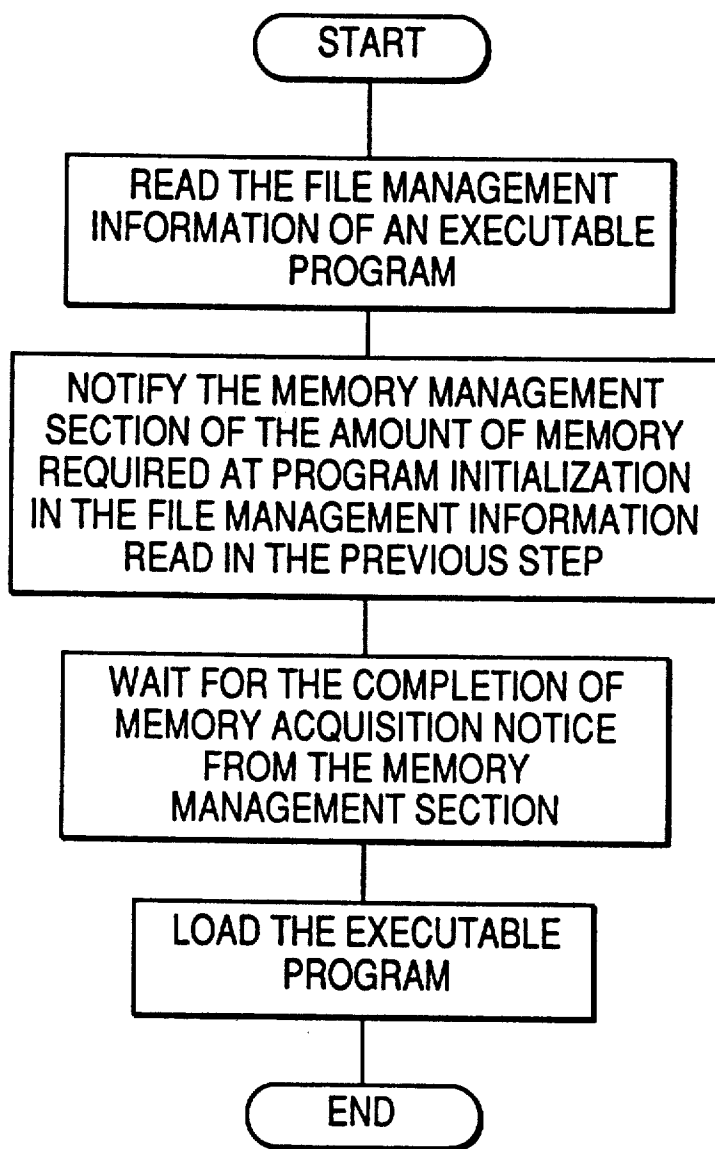 START
READ THE FILE MANAGEMENT
INFORMATION OF AN EXECUTABLE
PROGRAM
NOTIFY THE MEMORY MANAGEMENT
SECTION OF THE AMOUNT OF MEMORY
REQUIRED AT PROGRAM INITIALIZATION
IN THE FILE MANAGEMENT INFORMATION
READ IN THE PREVIOUS STEP
WAIT FOR THE COMPLETION OF
MEMORY ACQUISITION NOTICE
FROM THE MEMORY
MANAGEMENT SECTION
LOAD THE EXECUTABLE
PROGRAM
END